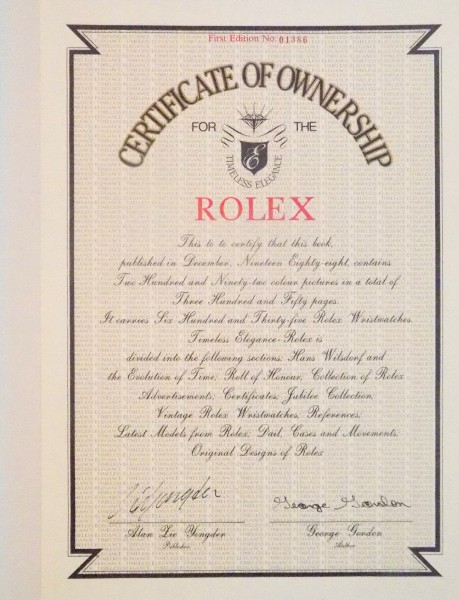 First Edition No. 01386
CERTIFICATE OF OWNERSHIP
FOR THE
E
TIMELESS ELEGANCE
ROLEX
This to to certify that this book,
published in December, Nineteen Eighty-eight, contains
Two Hundred and Ninety-two colour pictures in a total of
Three Hundred and Fifty pages.
It carries Six Hundred and Thirty-five Rolex Wristwatches.
Timeless Elegance-Rolex is
divided into the following sections; Hans Wilsdorf and
the Evolution of Time; Roll of Honour; Collection of Rolex
Advertisements; Certificates; Jubilee Collection;
Vintage Rolex Wristwatches, References;
Latest Models from Rolex; Dail, Cases and Movements;
Original Designs of Rolex
George Gordon
Alan Zie Yongder
George Gordon
Publisher
Author